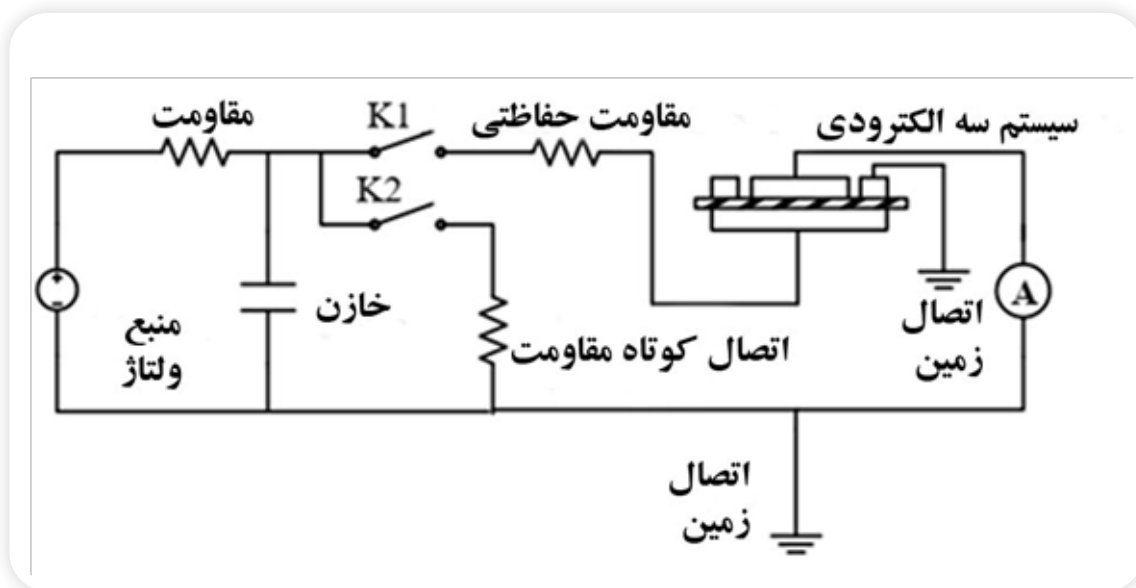 مقاومت
K1
مقاومت حفاظتی
سیستم سه الکترودی
K2
خازن
منبع
ولتاژ
اتصال کوتاه مقاومت
اتصال
زمین
A
اتصال
زمین